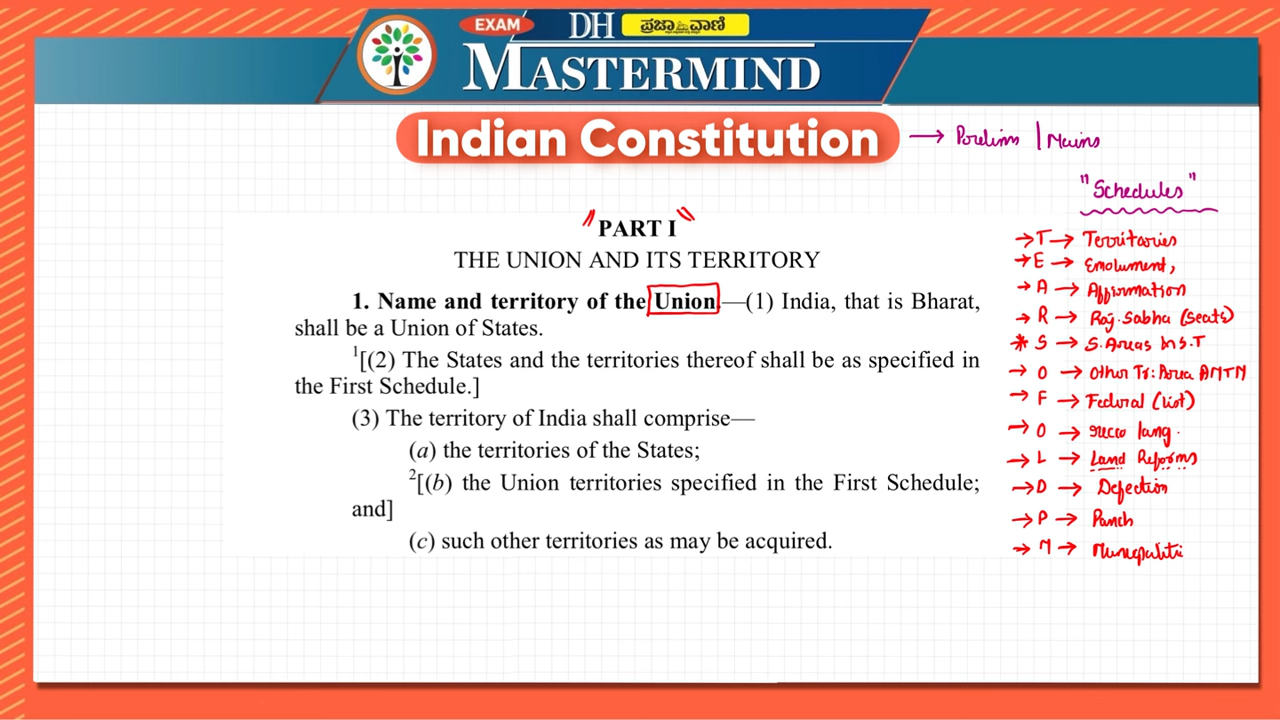 EXAM
DH ಪ್ರಜಾವಾಣಿ
MASTERMIND
Indian Constitution → Prelims | Mains
"Schedules"
"PART I"
THE UNION AND ITS TERRITORY
1. Name and territory of the Union.—(1) India, that is Bharat,
shall be a Union of States.
1[(2) The States and the territories thereof shall be as specified in
the First Schedule.]
(3) The territory of India shall comprise—
(a) the territories of the States;
2[(b) the Union territories specified in the First Schedule;
and]
(c) such other territories as may be acquired.
→ T → Territories
→ E → Emolument,
→ A → Affirmation
→ R → Raj. Sabha (Seats)
* S → S. Areas n S.T
→ O → Other Tr: Area AMTM
→ F → Federal (list)
→ O → lang.
→ L → Land Reforms
→ D → Defection
→ P → Panch
→ M → Municipaliti